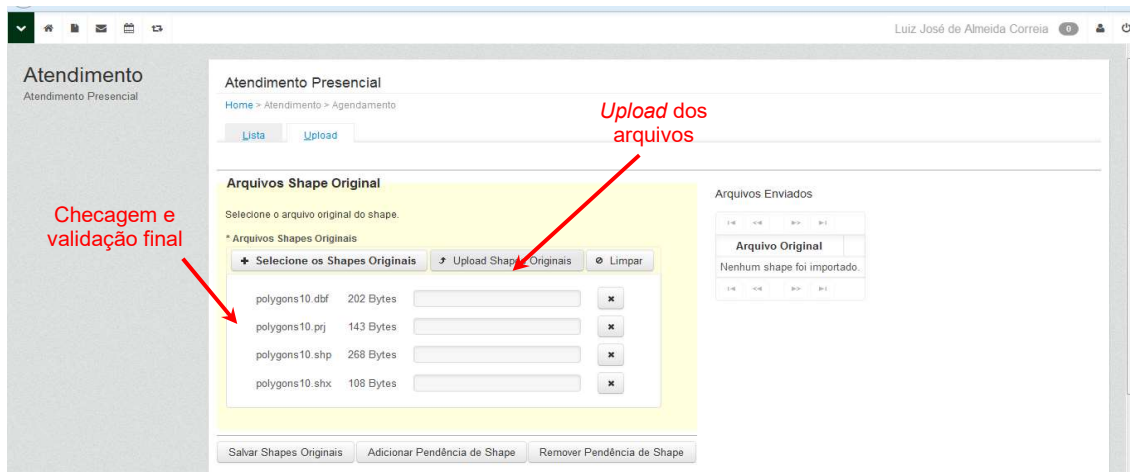 Luiz José de Almeida Correia 0
Atendimento
Atendimento Presencial
Atendimento Presencial
Home > Atendimento > Agendamento
Lista Upload
Upload dos
arquivos
Arquivos Shape Original
Selecione o arquivo original do shape.
* Arquivos Shapes Originais
Selecione os Shapes Originais Upload Shapes Originais Limpar
polygons10.dbf 202 Bytes
polygons10.prj 143 Bytes
polygons10.shp 268 Bytes
polygons10.shx 108 Bytes
Checagem e
validação final
Arquivos Enviados
Arquivo Original
Nenhum shape foi importado.
Salvar Shapes Originais Adicionar Pendência de Shape Remover Pendência de Shape